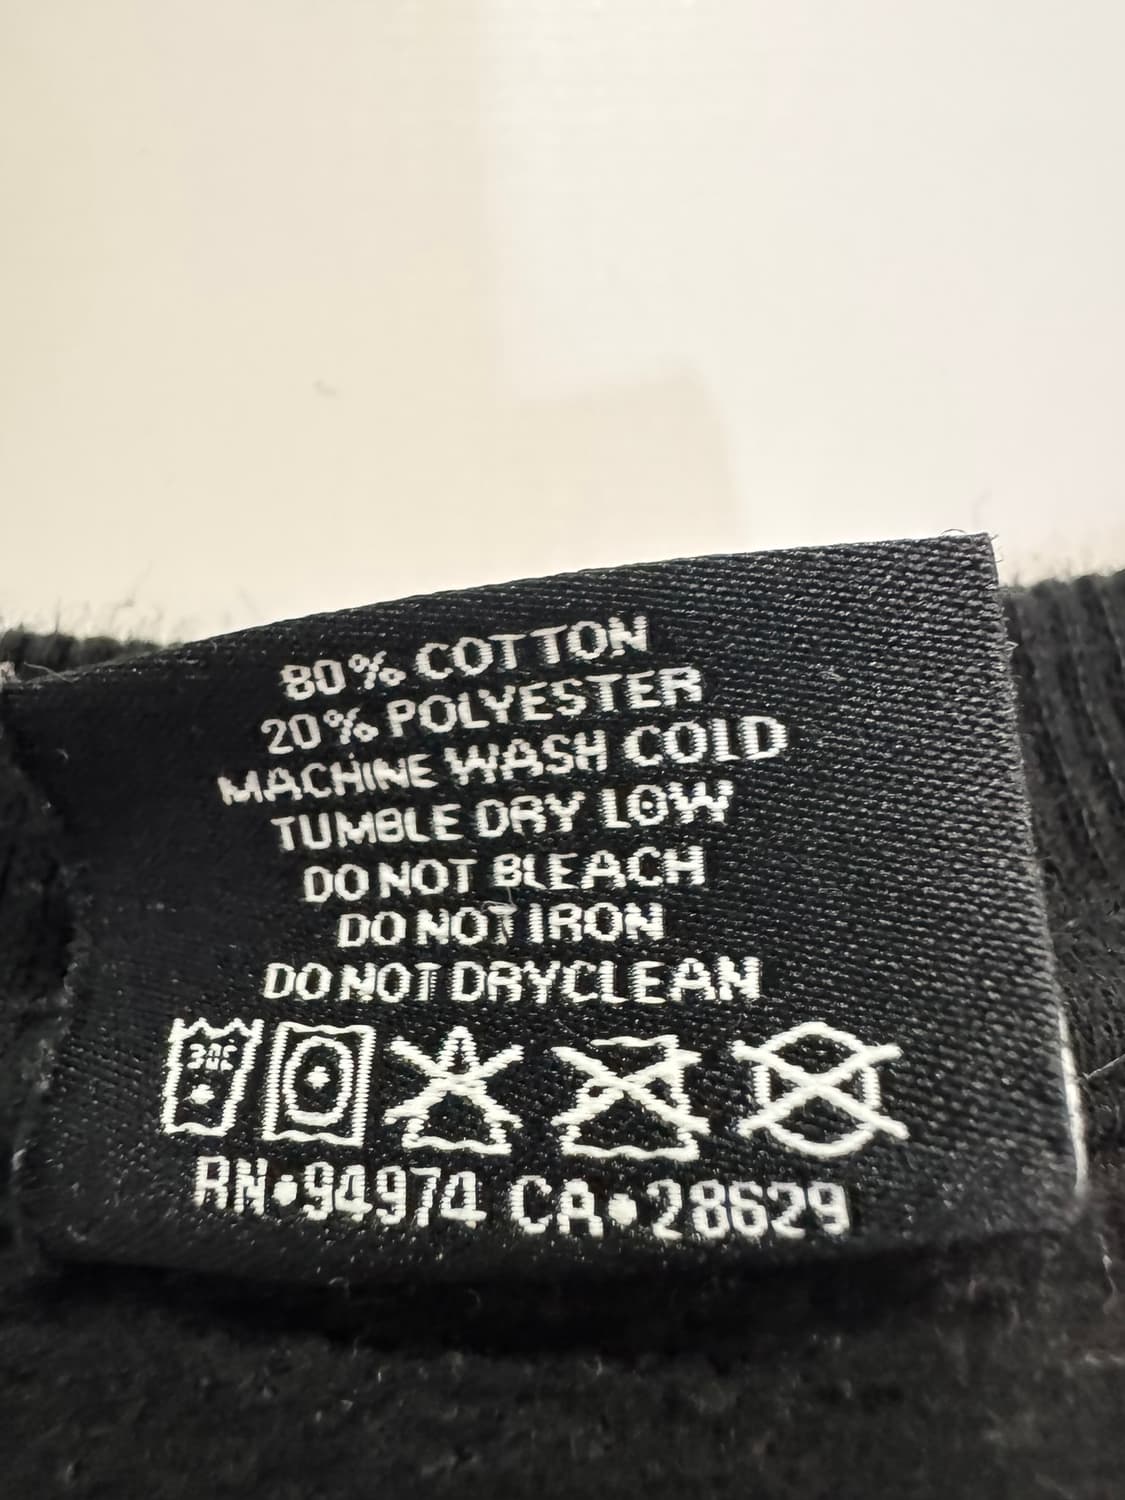 80% COTTON
20% POLYESTER
MACHINE WASH COLD
TUMBLE DRY LOW
DO NOT BLEACH
DO NOT IRON
DO NOT DRYCLEAN
30C
RN•94974 CA•28629